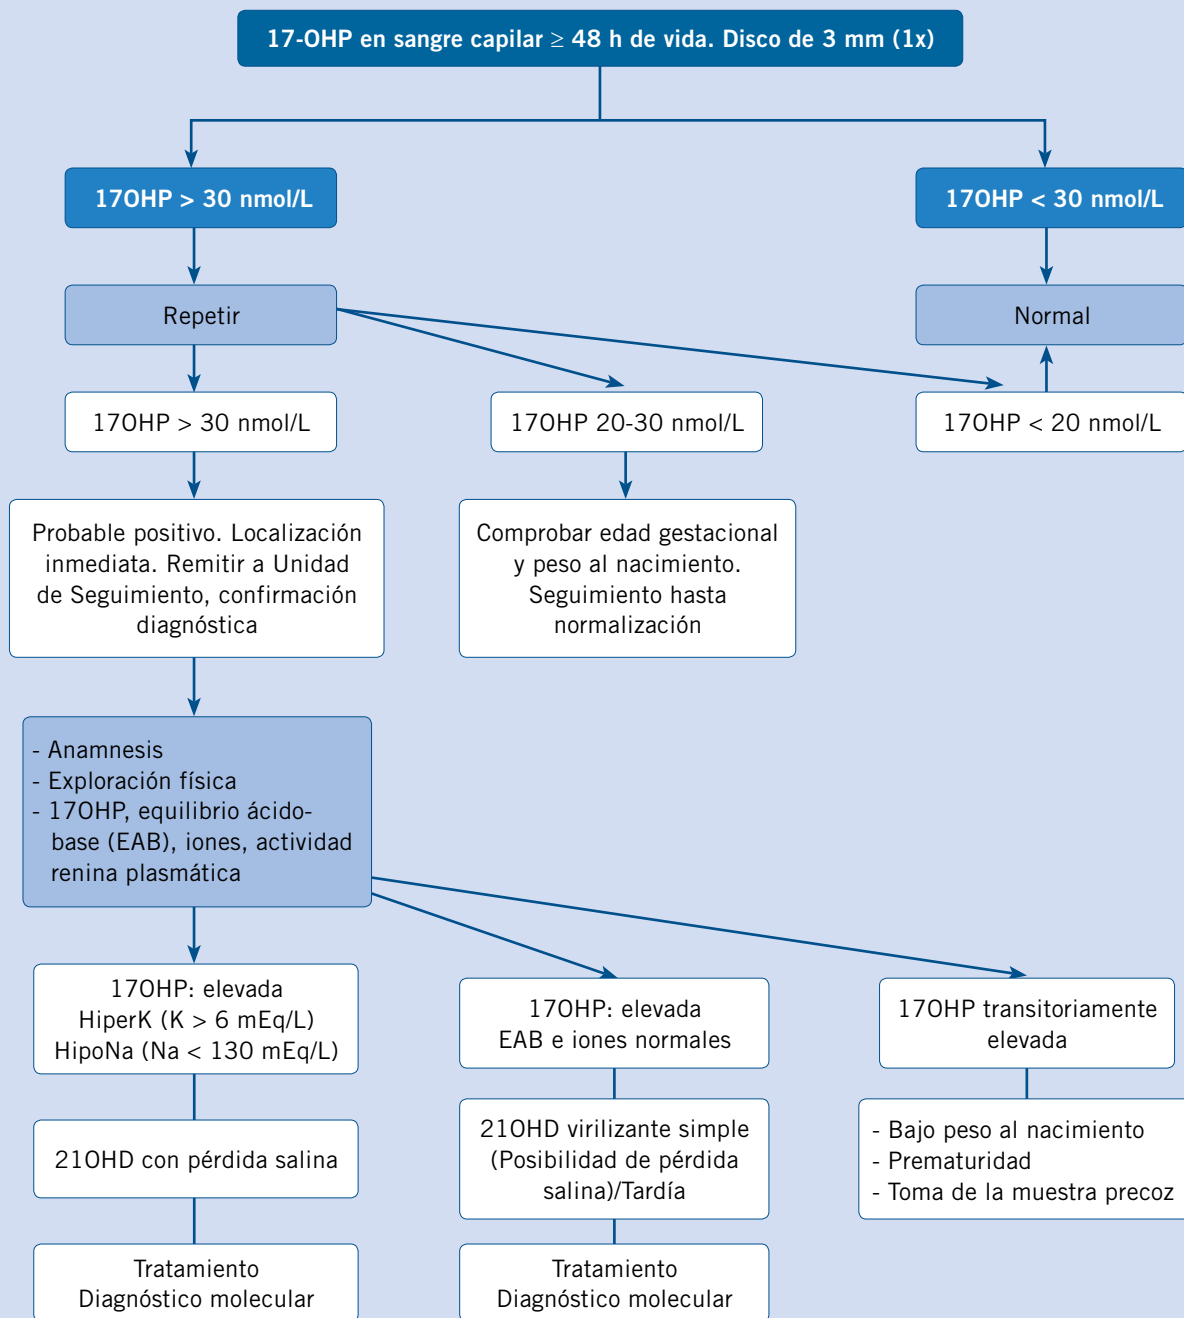 17-OHP en sangre capilar ≥ 48 h de vida. Disco de 3 mm (1x)
17OHP > 30 nmol/L
17OHP < 30 nmol/L
Repetir
Normal
17OHP > 30 nmol/L
17OHP 20-30 nmol/L
17OHP < 20 nmol/L
Probable positivo. Localización
inmediata. Remitir a Unidad
de Seguimiento, confirmación
diagnóstica
Comprobar edad gestacional
y peso al nacimiento.
Seguimiento hasta
normalización
- Anamnesis
- Exploración física
- 17OHP, equilibrio ácido-
base (EAB), iones, actividad
renina plasmática
17OHP: elevada
HiperK (K > 6 mEq/L)
HipoNa (Na < 130 mEq/L)
17OHP: elevada
EAB e iones normales
17OHP transitoriamente
elevada
21OHD con pérdida salina
21OHD virilizante simple
(Posibilidad de pérdida
salina)/Tardía
- Bajo peso al nacimiento
- Prematuridad
- Toma de la muestra precoz
Tratamiento
Diagnóstico molecular
Tratamiento
Diagnóstico molecular